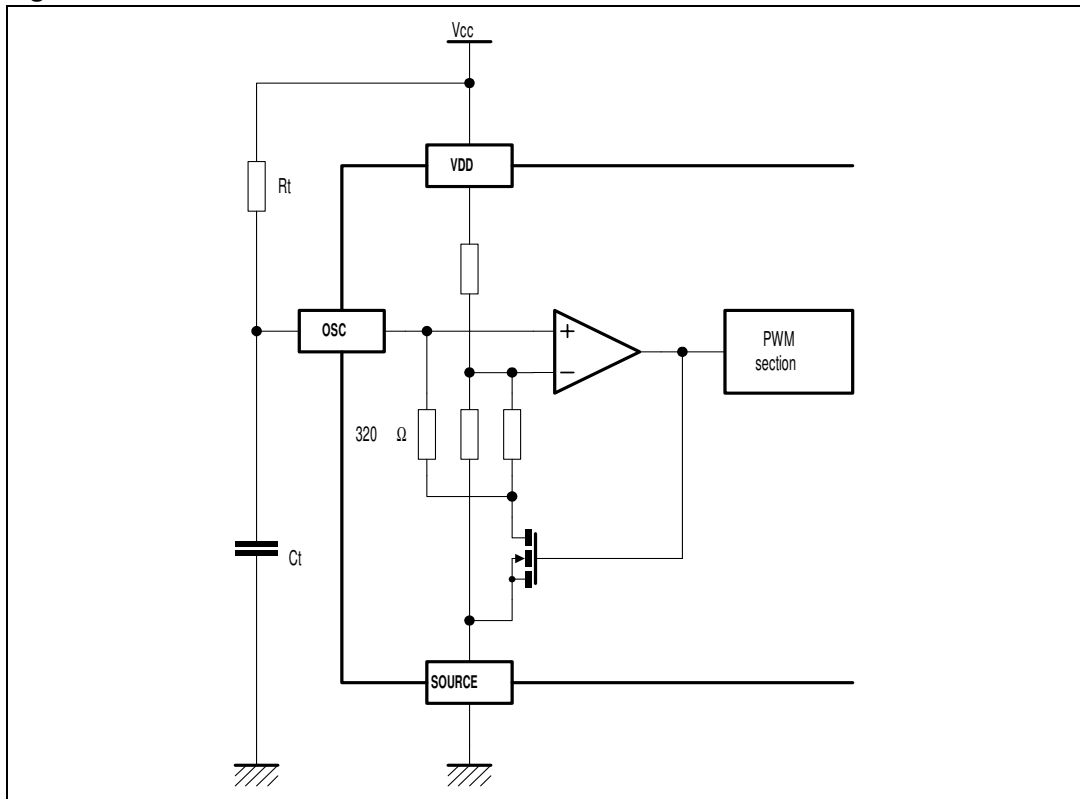 Vcc
VDD
Rt
OSC
+
PWM
section
−
320 Ω
Ct
SOURCE